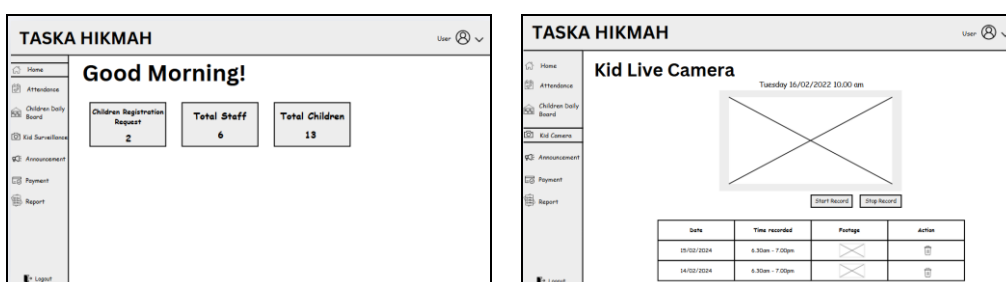 TASKA HIKMAH
User
Home
Attendance
Children Daily
Board
Kid Surveillance
Announcement
Payment
Report
Logout
Good Morning!
Children Registration
Request
2
Total Staff
6
Total Children
13
TASKA HIKMAH
User
Home
Attendance
Children Daily
Board
Kid Camera
Announcement
Payment
Report
Logout
Kid Live Camera
Tuesday 16/02/2022 10.00 am
Start Record
Stop Record
Date Time recorded Footage Action
15/02/2024 6.30am - 7.00pm
14/02/2024 6.30am - 7.00pm